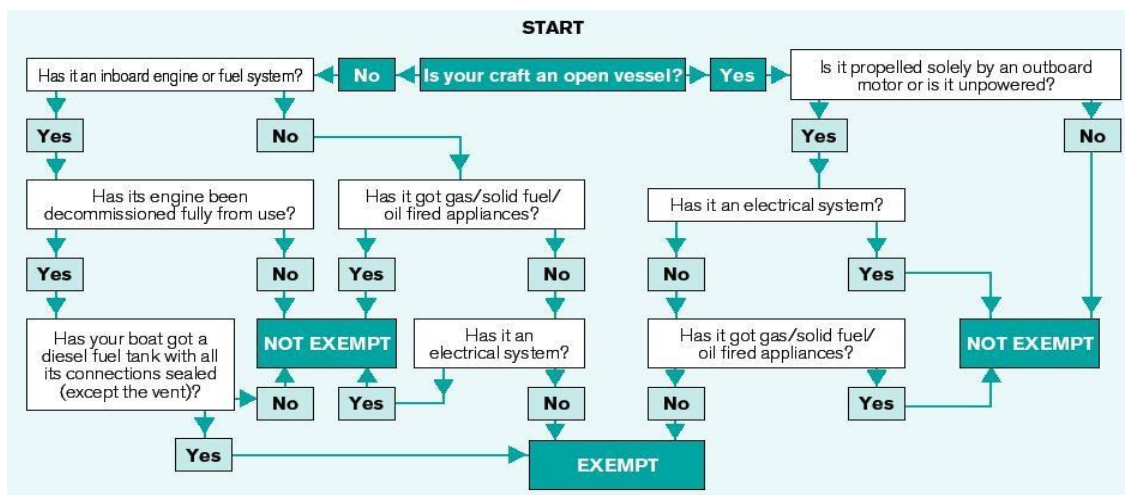 START
Has it an inboard engine or fuel system?
No
Is your craft an open vessel?
Yes
Is it propelled solely by an outboard
motor or is it unpowered?
Yes
No
Yes
No
Has its engine been
decommissioned fully from use?
Has it got gas/solid fuel/
oil fired appliances?
Has it an electrical system?
Yes
No
Yes
No
No
Yes
Has your boat got a
diesel fuel tank with all
its connections sealed
(except the vent)?
NOT EXEMPT
Has it an
electrical system?
Has it got gas/solid fuel/
oil fired appliances?
NOT EXEMPT
No
Yes
No
No
Yes
Yes
EXEMPT